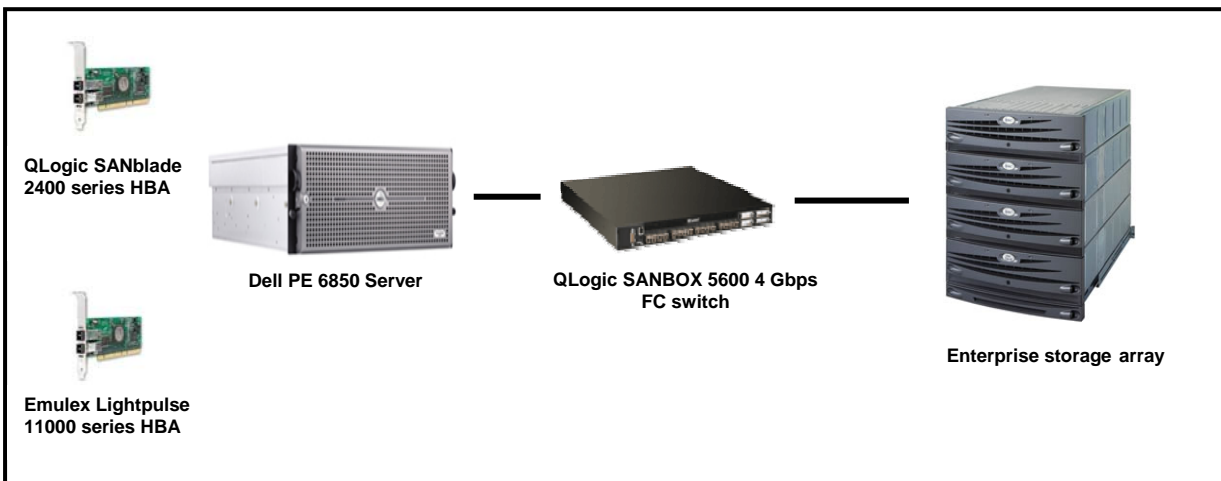 QLogic SANblade
2400 series HBA
Dell PE 6850 Server
QLogic SANBOX 5600 4 Gbps
FC switch
Enterprise storage array
Emulex Lightpulse
11000 series HBA